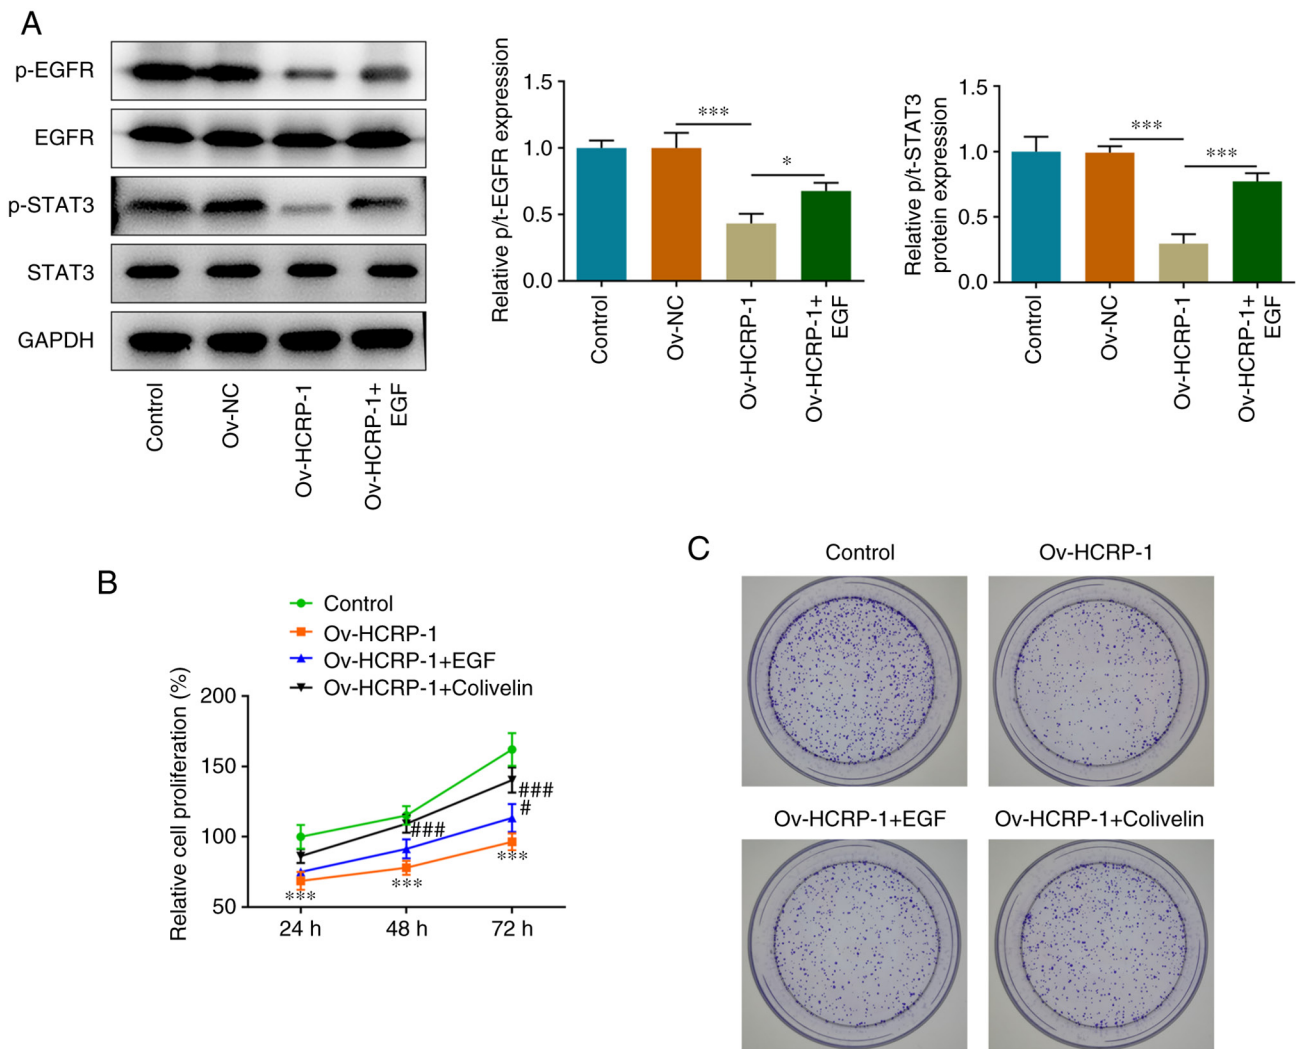 A
p-EGFR
EGFR
p-STAT3
STAT3
GAPDH
Control
Ov-NC
Ov-HCRP-1
Ov-HCRP-1+
EGF
Relative p/t-EGFR expression
1.5
1.0
0.5
0.0
***
*
Control
Ov-NC
Ov-HCRP-1
Ov-HCRP-1+
EGF
Relative p/t-STAT3
protein expression
1.5
1.0
0.5
0.0
***
***
Control
Ov-NC
Ov-HCRP-1
Ov-HCRP-1+
EGF
B
Control
Ov-HCRP-1
Ov-HCRP-1+EGF
Ov-HCRP-1+Colivelin
Relative cell proliferation (%)
200
150
100
50
###
#
###
***
***
***
24 h
48 h
72 h
C
Control
Ov-HCRP-1
Ov-HCRP-1+EGF
Ov-HCRP-1+Colivelin